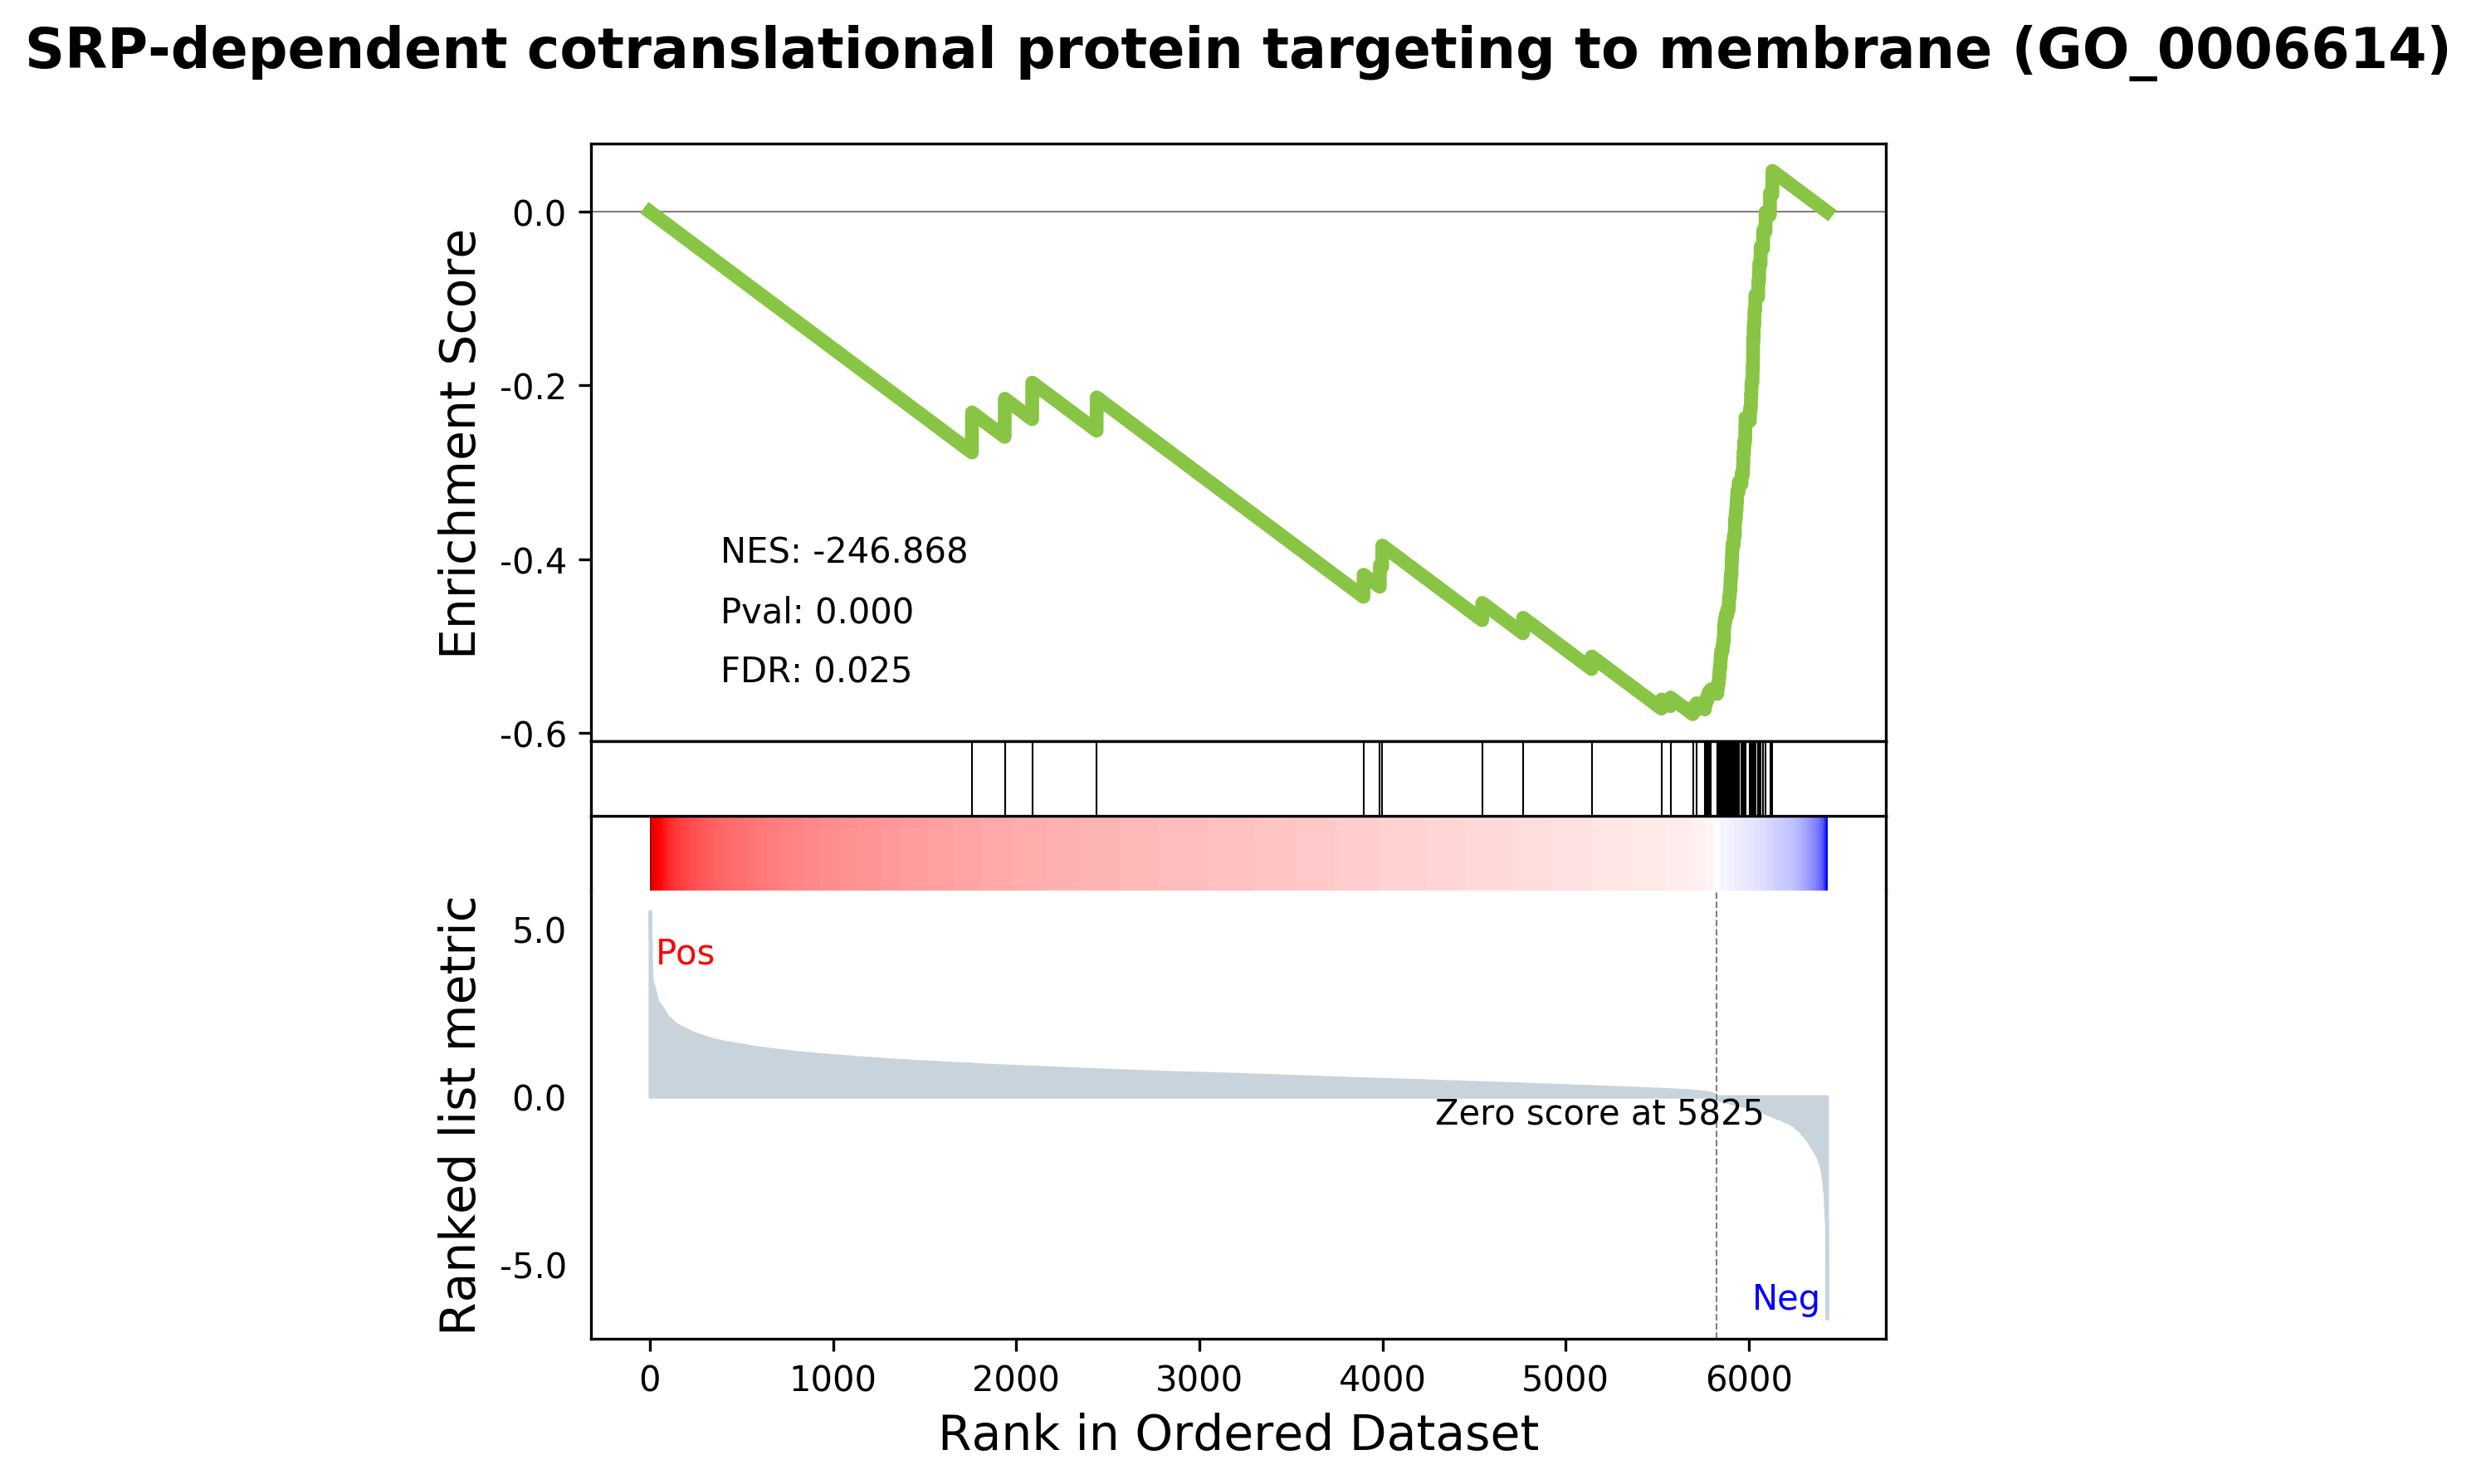 SRP-dependent cotranslational protein targeting to membrane (GO_0006614)
Enrichment Score
0.0
-0.2
-0.4
-0.6
NES: -246.868
Pval: 0.000
FDR: 0.025
Ranked list metric
5.0
0.0
-5.0
Pos
Zero score at 5825
Neg
0 1000 2000 3000 4000 5000 6000
Rank in Ordered Dataset